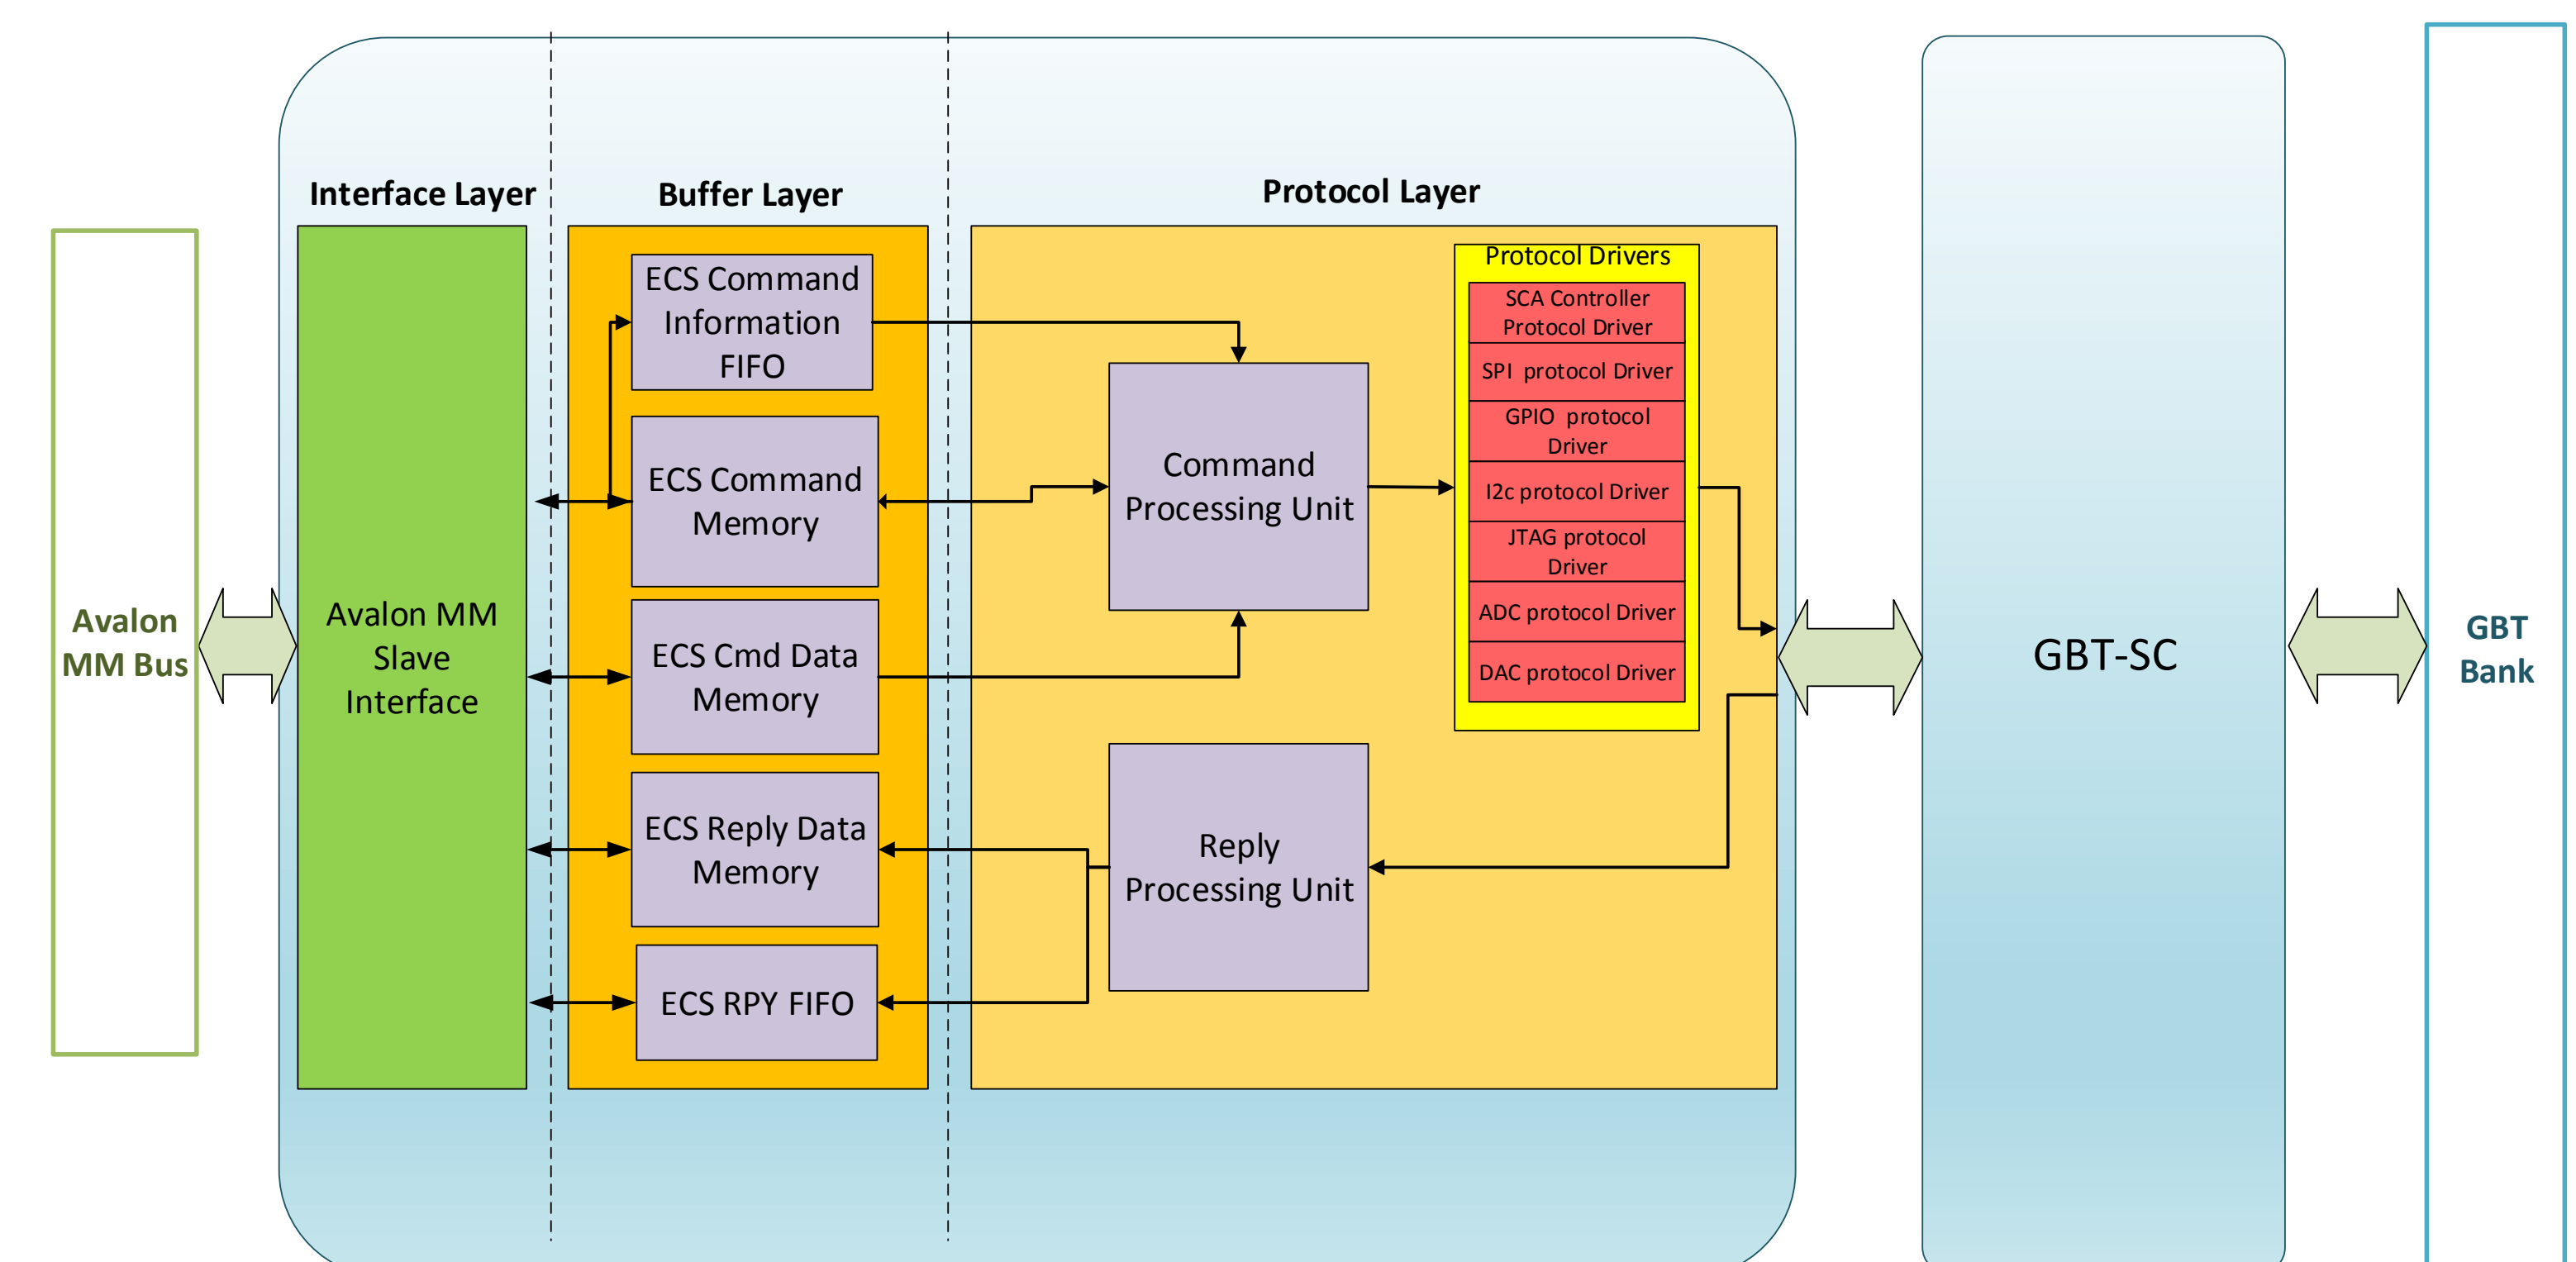 Interface Layer
Buffer Layer
Protocol Layer
Avalon
MM Bus
Avalon MM
Slave
Interface
ECS Command
Information
FIFO
ECS Command
Memory
ECS Cmd Data
Memory
ECS Reply Data
Memory
ECS RPY FIFO
Command
Processing Unit
Reply
Processing Unit
Protocol Drivers
SCA Controller
Protocol Driver
SPI  protocol Driver
GPIO  protocol
Driver
I2c protocol Driver
JTAG protocol
Driver
ADC protocol Driver
DAC protocol Driver
GBT-SC
GBT
Bank